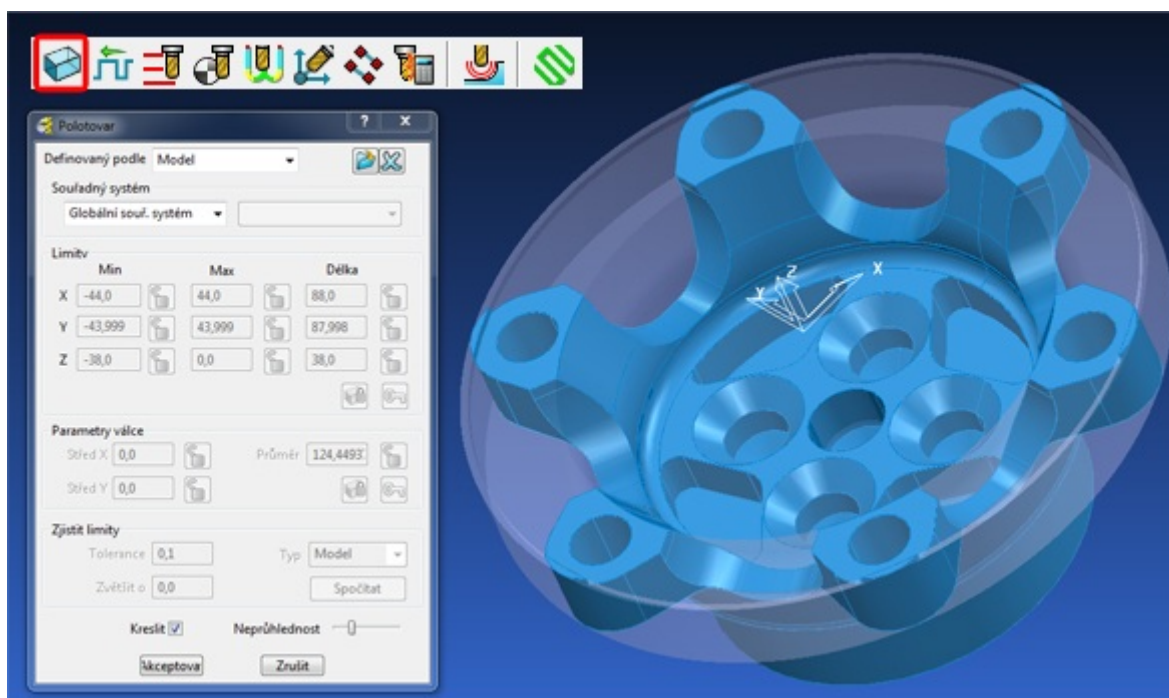 Polotovar ? X
Definovaný podle Model
Souřadný systém
Globální souř. systém
Limity
Min Max Délka
X -44,0 44,0 88,0
Y -43,999 43,999 87,998
Z -38,0 0,0 38,0
Parametry válce
Střed X 0,0 Průměr 124,4493
Střed Y 0,0
Zjistit limity
Tolerance 0,1 Typ Model
Zvětšit o 0,0 Spočítat
Kreslit Neprůhlednost
Akceptova Zrušit
Z X
Y